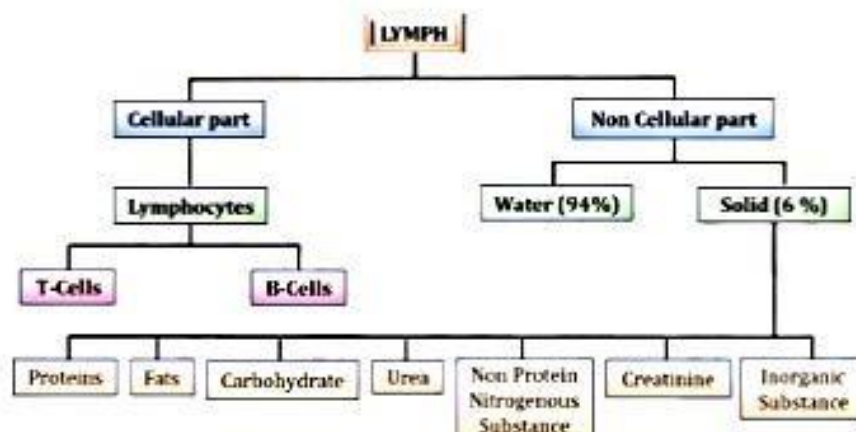 LYMPH
Cellular part
Non Cellular part
Lymphocytes
Water (94%)
Solid (6 %)
T-Cells
B-Cells
Proteins
Fats
Carbohydrate
Urea
Non Protein
Nitrogenous
Substance
Creatinine
Inorganic
Substance